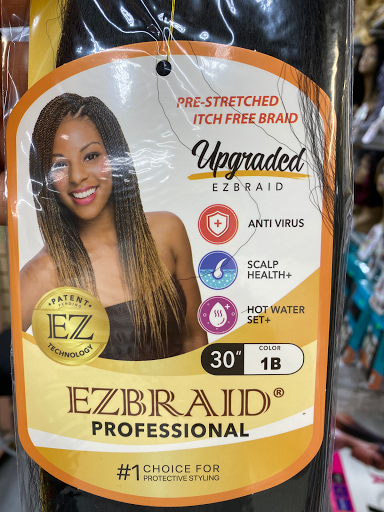 PRE-STRETCHED
ITCH FREE BRAID
Upgraded
EZBRAID
ANTI VIRUS
SCALP
HEALTH+
HOT WATER
SET+
PATENT
PENDING
EZ
TECHNOLOGY
30"
COLOR
1B
EZBRAID®
PROFESSIONAL
#1 CHOICE FOR
PROTECTIVE STYLING